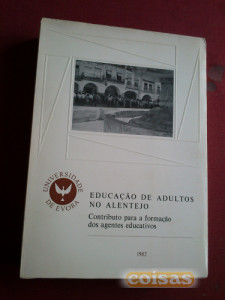 UNIVERSIDADE
DE ÉVORA
EDUCAÇÃO DE ADULTOS
NO ALENTEJO
Contributo para a formação
dos agentes educativos
1982
coisas